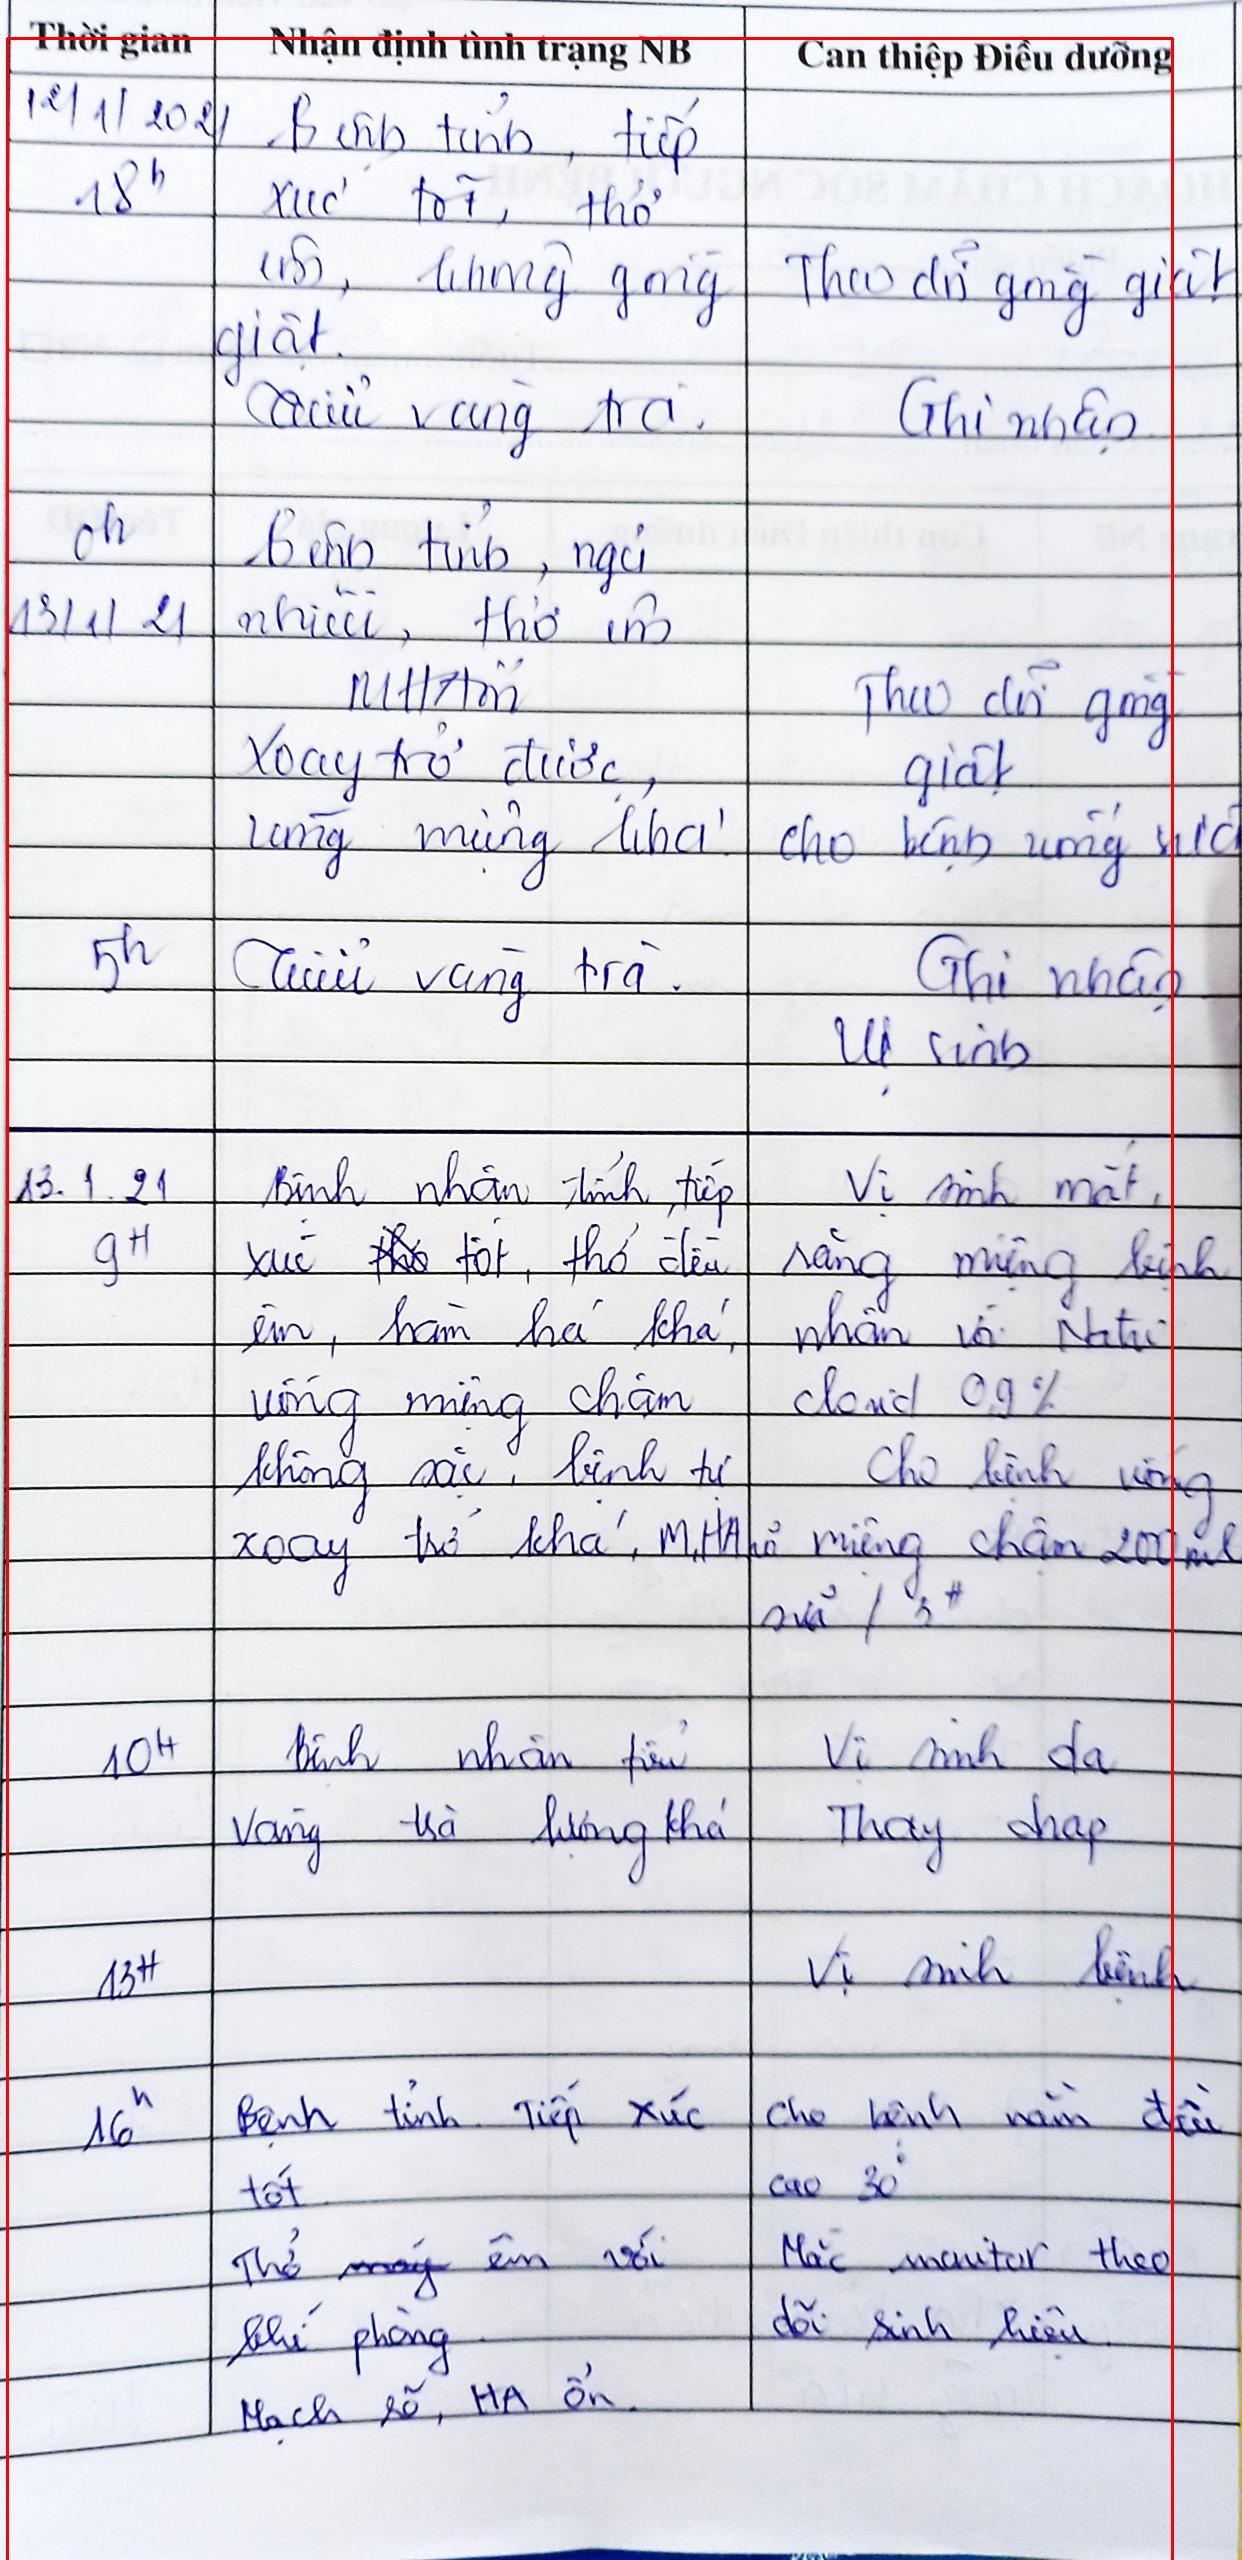 Thời gian Nhận định tình trạng NB Can thiệp Điều dưỡng
12/1/2021 Bệnh tỉnh, tiếp
18h xúc tốt, thở
êm, không gồng Theo dõi gồng giật
giật.
Tiểu vàng trà. Ghi nhận
0h Bệnh tỉnh, ngủ
13/1/21 nhiều, thở êm
M HA ổn Theo dõi gồng
Xoay trở được, giật
uống miệng khá. cho bệnh uống sữa
5h Tiểu vàng trà. Ghi nhận
Vệ sinh
13.1.21 Bệnh nhân tỉnh, tiếp Vệ sinh mắt,
9H xúc tốt, thở đều răng miệng bệnh
êm, hàm há khá, nhân với Natri
uống miệng chậm clorid 0,9%
không sặc, bệnh tự Cho bệnh uống
xoay trở khá, M, HA ổn miệng chậm 200ml
sữa / 3H
10H Bệnh nhân tiểu Vệ sinh da
vàng trà lượng khá Thay drap
13H Vệ sinh bệnh
16h Bệnh tỉnh. Tiếp xúc Cho bệnh nằm đầu
tốt cao 30°
Thở êm với Mắc monitor theo
khí phòng. dõi sinh hiệu.
Mạch rõ, HA ổn.